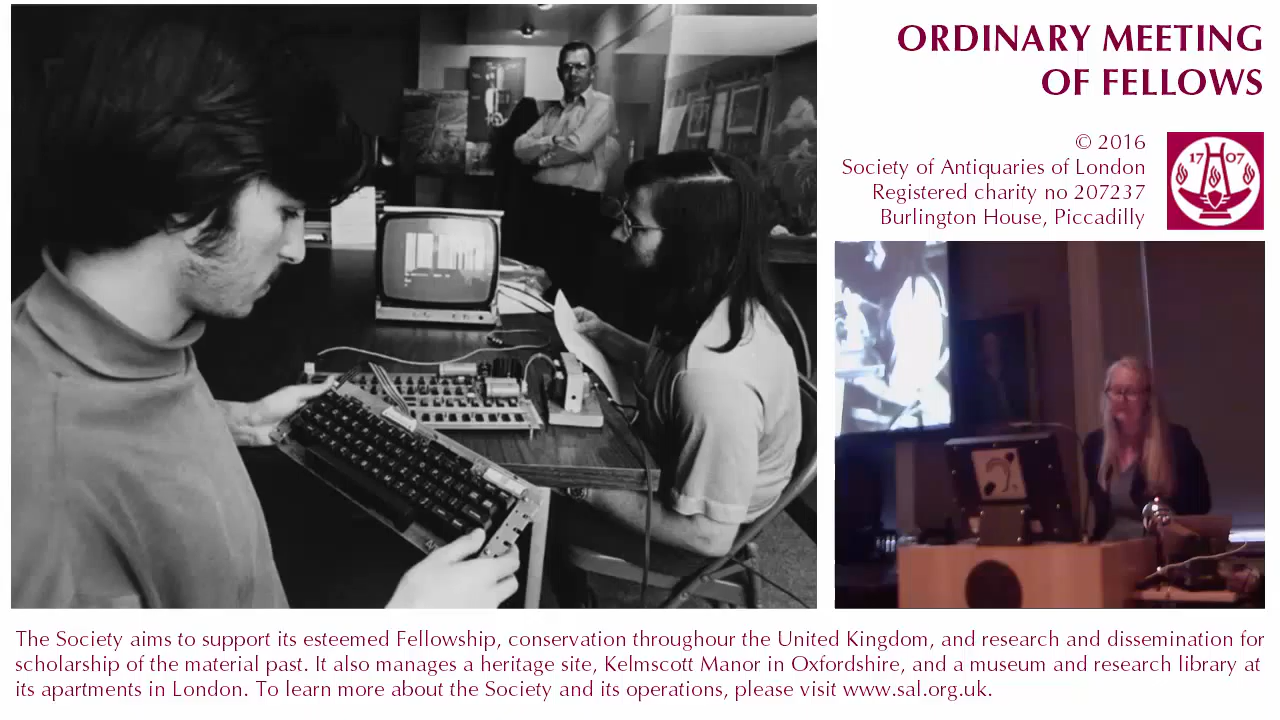 ORDINARY MEETING
OF FELLOWS
© 2016
Society of Antiquaries of London
Registered charity no 207237
Burlington House, Piccadilly
17 07
The Society aims to support its esteemed Fellowship, conservation throughour the United Kingdom, and research and dissemination for
scholarship of the material past. It also manages a heritage site, Kelmscott Manor in Oxfordshire, and a museum and research library at
its apartments in London. To learn more about the Society and its operations, please visit www.sal.org.uk.